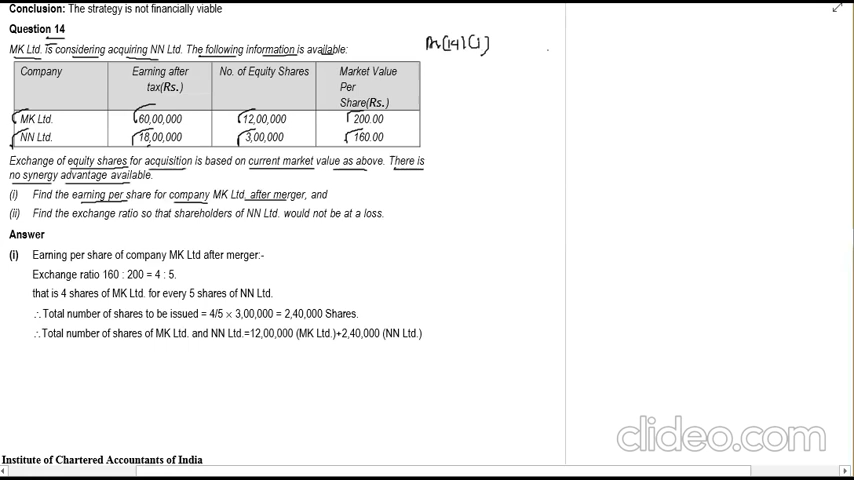 Conclusion: The strategy is not financially viable
Question 14
MK Ltd. is considering acquiring NN Ltd. The following information is available:
Company Earning after tax(Rs.) No. of Equity Shares Market Value Per Share(Rs.)
MK Ltd. 60,00,000 12,00,000 200.00
NN Ltd. 18,00,000 3,00,000 160.00
Exchange of equity shares for acquisition is based on current market value as above. There is
no synergy advantage available.
(i) Find the earning per share for company MK Ltd. after merger, and
(ii) Find the exchange ratio so that shareholders of NN Ltd. would not be at a loss.
Answer
(i) Earning per share of company MK Ltd after merger:-
Exchange ratio 160 : 200 = 4 : 5.
that is 4 shares of MK Ltd. for every 5 shares of NN Ltd.
∴ Total number of shares to be issued = 4/5 × 3,00,000 = 2,40,000 Shares.
∴ Total number of shares of MK Ltd. and NN Ltd.=12,00,000 (MK Ltd.)+2,40,000 (NN Ltd.)
Institute of Chartered Accountants of India
clideo.com